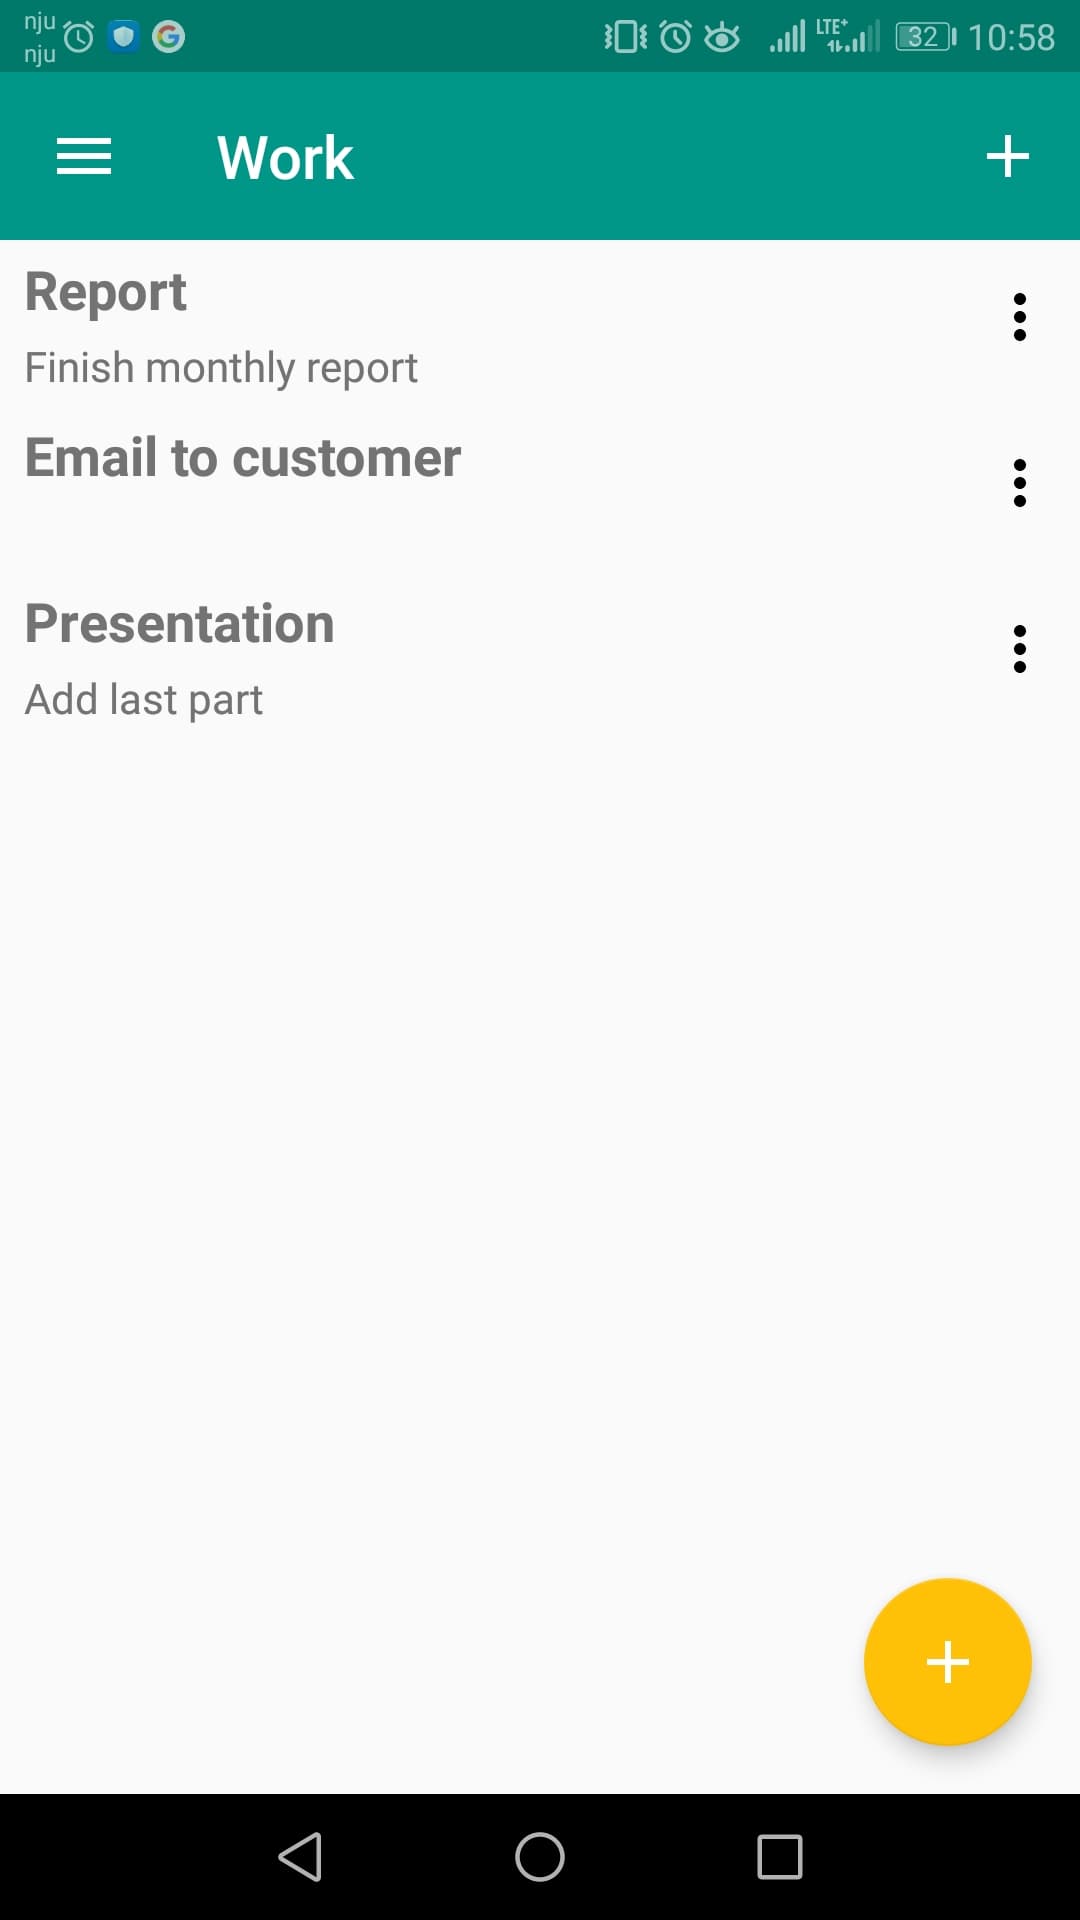 nju
nju
LTE+
32
10:58
Work
Report
Finish monthly report
Email to customer
Presentation
Add last part